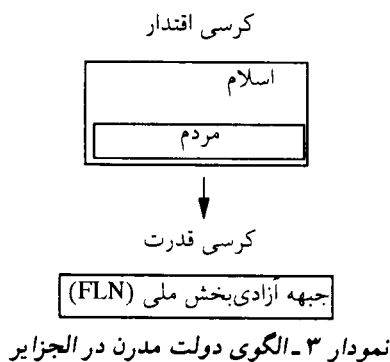 کرسی اقتدار
اسلام
مردم
کرسی قدرت
جبهه آزادی‌بخش ملی (FLN)
نمودار ۳ ـ الگوی دولت مدرن در الجزایر